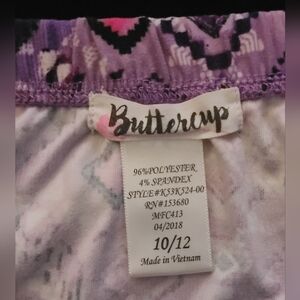 Buttercup
96%POLYESTER
4% SPANDEX
STYLE#K53K524-00
RN#153680
MFC413
04/2018
10/12
Made in Vietnam